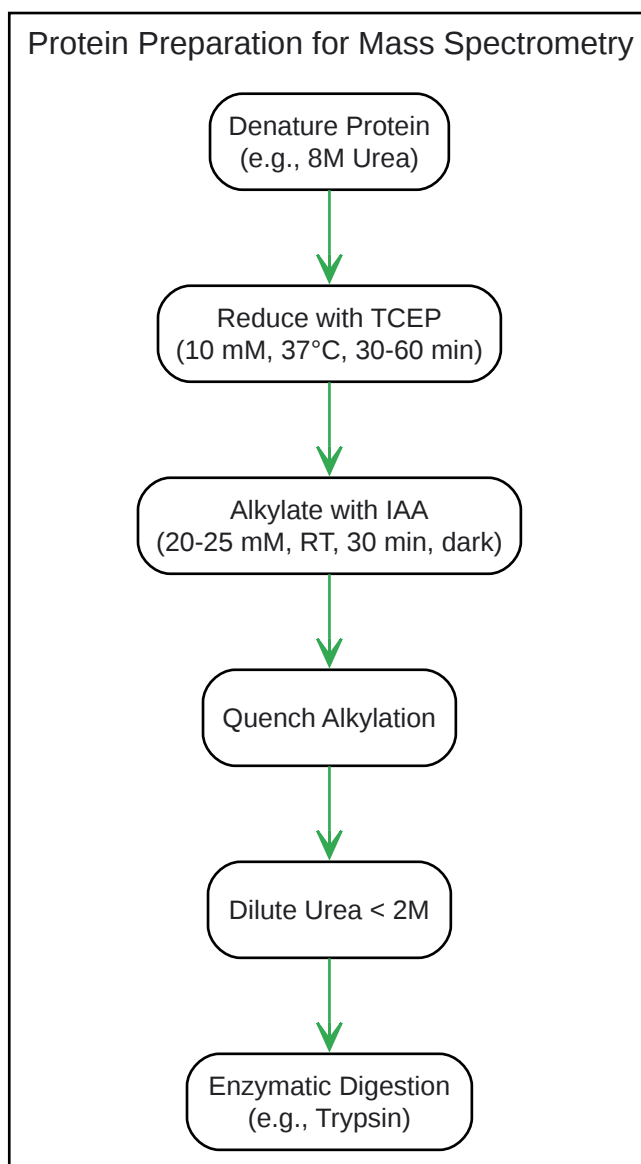 Protein Preparation for Mass Spectrometry
Denature Protein
(e.g., 8M Urea)
Reduce with TCEP
(10 mM, 37°C, 30-60 min)
Alkylate with IAA
(20-25 mM, RT, 30 min, dark)
Quench Alkylation
Dilute Urea < 2M
Enzymatic Digestion
(e.g., Trypsin)